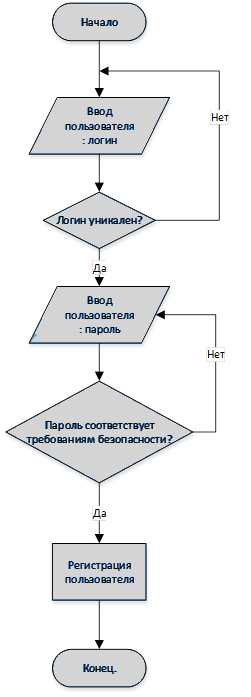 Начало
Нет
Ввод
пользователя
: логин
Логин уникален?
Да
Ввод
пользователя
: пароль
Нет
Пароль соответствует
требованиям безопасности?
Да
Регистрация
пользователя
Конец.